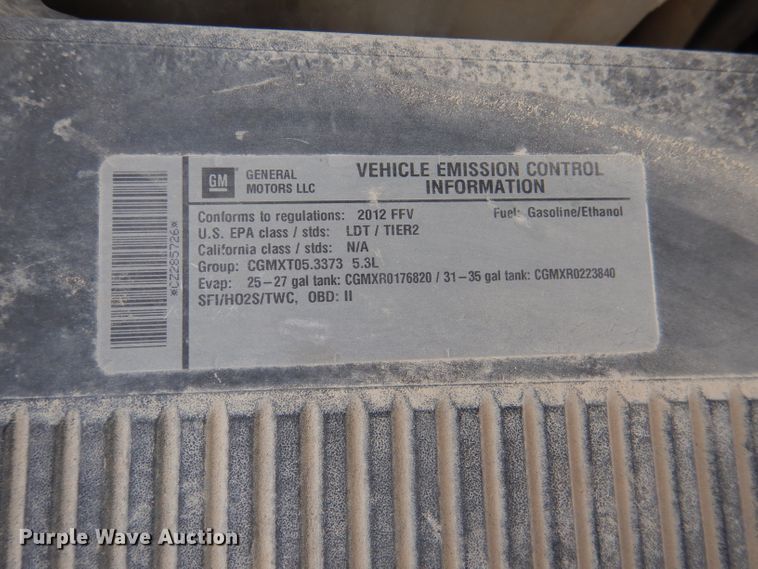 GM GENERAL MOTORS LLC
VEHICLE EMISSION CONTROL
INFORMATION
Conforms to regulations: 2012 FFV Fuel: Gasoline/Ethanol
U.S. EPA class / stds: LDT / TIER2
California class / stds: N/A
Group: CGMXT05.3373 5.3L
Evap: 25-27 gal tank: CGMXR0176820 / 31-35 gal tank: CGMXR0223840
SFI/HO2S/TWC, OBD: II
*CZ285726*
Purple Wave Auction